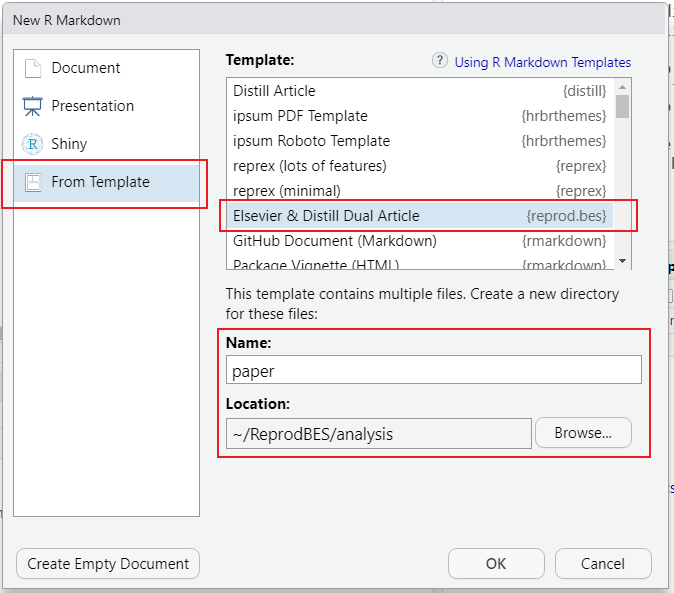 New R Markdown
Document
Presentation
Shiny
From Template
Template:
Using R Markdown Templates
Distill Article {distill}
ipsum PDF Template {hrbrthemes}
ipsum Roboto Template {hrbrthemes}
reprex (lots of features) {reprex}
reprex (minimal) {reprex}
Elsevier & Distill Dual Article {reprod.bes}
GitHub Document (Markdown) {rmarkdown}
Package Vignette (HTML) {rmarkdown}
This template contains multiple files. Create a new directory
for these files:
Name:
paper
Location:
~/ReprodBES/analysis
Browse...
Create Empty Document
OK
Cancel